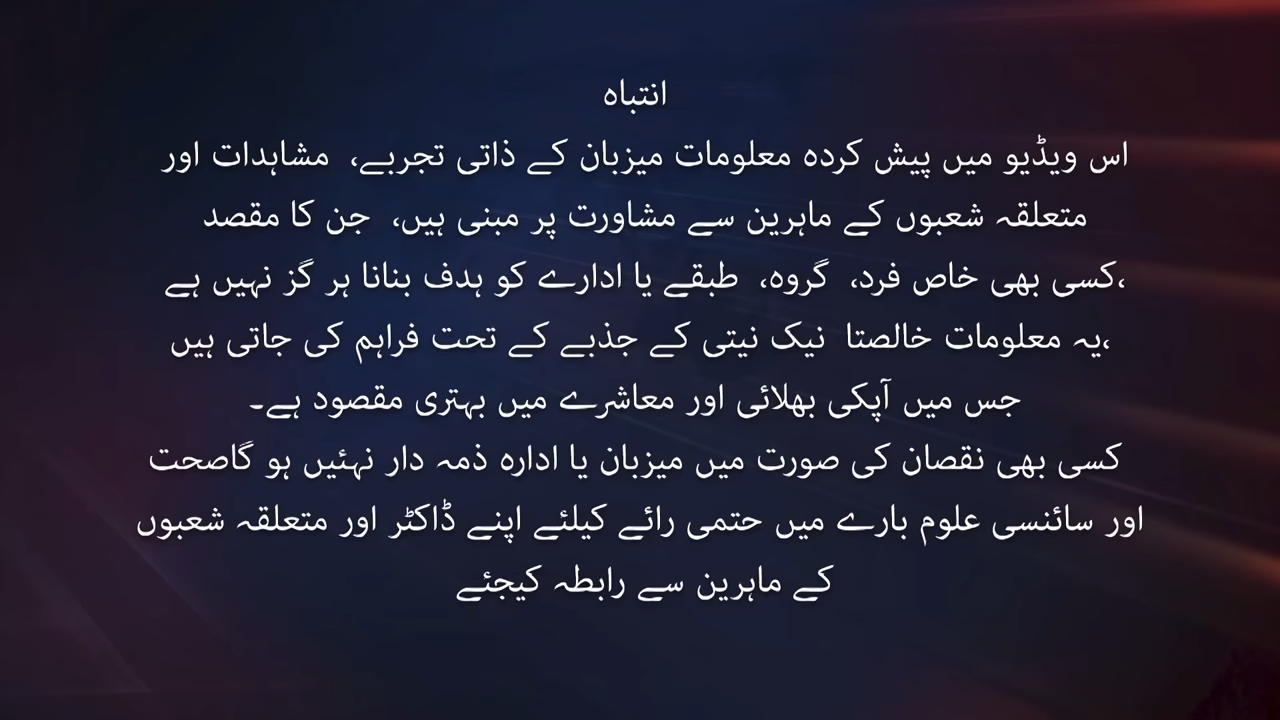 انتباہ
اس ویڈیو میں پیش کردہ معلومات میزبان کے ذاتی تجربے،  مشاہدات اور
متعلقہ شعبوں کے ماہرین سے مشاورت پر مبنی ہیں،  جن کا مقصد
،کسی بھی خاص فرد،  گروہ،  طبقے یا ادارے کو ہدف بنانا ہر گز نہیں ہے
،یہ معلومات خالصتا  نیک نیتی کے جذبے کے تحت فراہم کی جاتی ہیں
جس میں آپکی بھلائی اور معاشرے میں بہتری مقصود ہے۔
کسی بھی نقصان کی صورت میں میزبان یا ادارہ ذمہ دار نہئیں ہو گاصحت
اور سائنسی علوم بارے میں حتمی رائے کیلئے اپنے ڈاکٹر اور متعلقہ شعبوں
کے ماہرین سے رابطہ کیجئے